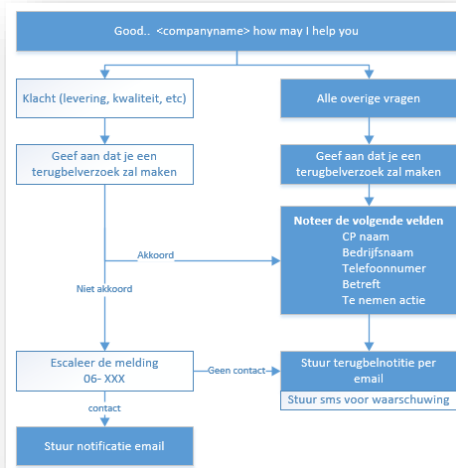 Good.. <companyname> how may I help you
Klacht (levering, kwaliteit, etc)
Alle overige vragen
Geef aan dat je een
terugbelverzoek zal maken
Geef aan dat je een
terugbelverzoek zal maken
Noteer de volgende velden
CP naam
Bedrijfsnaam
Telefoonnumer
Betreft
Te nemen actie
Akkoord
Niet akkoord
Escaleer de melding
06- XXX
Geen contact
Stuur terugbelnotitie per
email
Stuur sms voor waarschuwing
contact
Stuur notificatie email